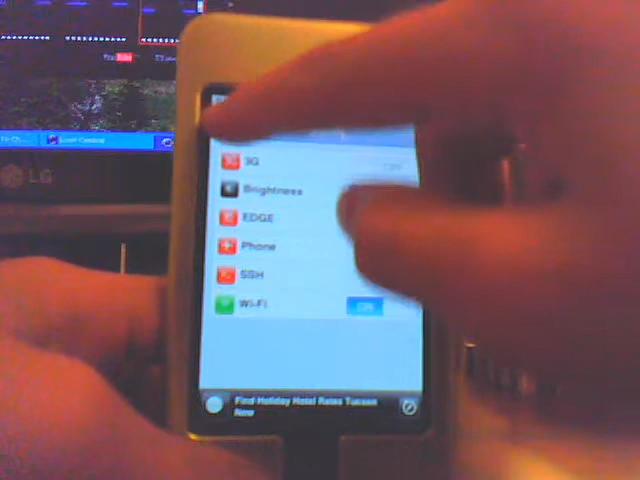 LG
3G
Brightness
EDGE
Phone
SSH
Wi-Fi
ON
Find Holiday Hotel Rates Tucson
Now